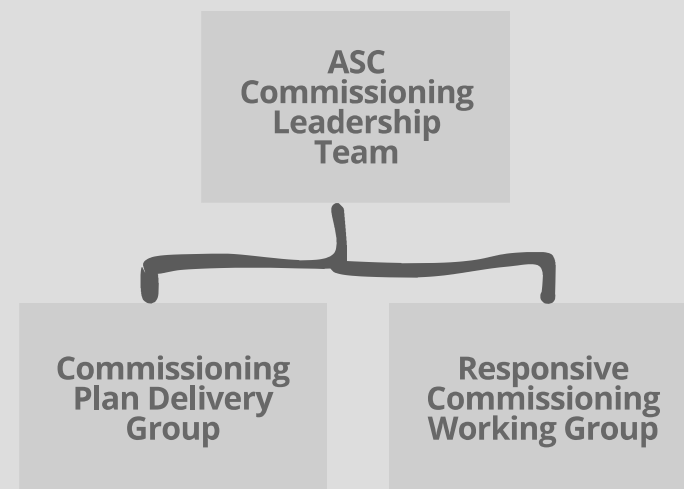 ASC
Commissioning
Leadership
Team
Commissioning
Plan Delivery
Group
Responsive
Commissioning
Working Group